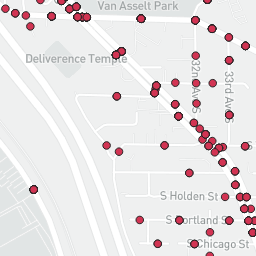 Van Asselt Park
Deliverence Temple
32nd Ave S
33rd Ave S
S Holden St
S Portland St
S Chicago St